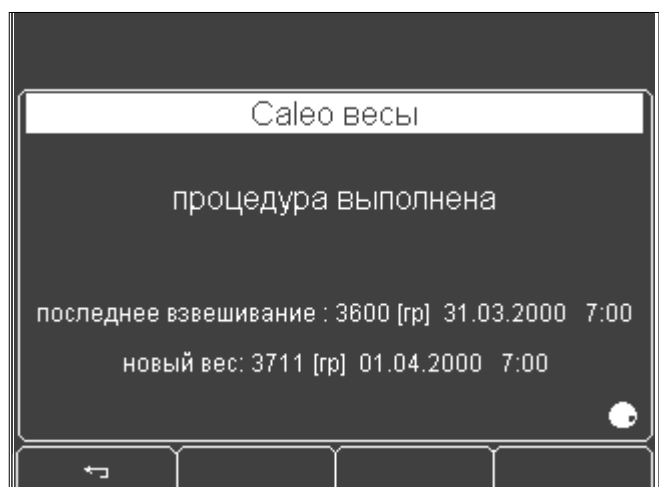 Caleo весы
процедура выполнена
последнее взвешивание : 3600 [гр] 31.03.2000 7:00
новый вес: 3711 [гр] 01.04.2000 7:00